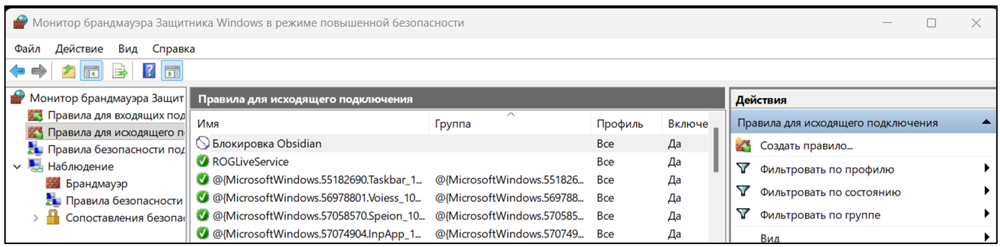 Монитор брандмауэра Защитника Windows в режиме повышенной безопасности
Файл Действие Вид Справка
Монитор брандмауэра Защит
Правила для входящих под
Правила для исходящего п
Правила безопасности под
Наблюдение
Брандмауэр
Правила безопасности
Сопоставления безопас
Правила для исходящего подключения
Имя Группа Профиль Включе
Блокировка Obsidian Все Да
ROGLiveService Все Да
@{MicrosoftWindows.55182690.Taskbar_1... @{MicrosoftWindows.551826... Все Да
@{MicrosoftWindows.56978801.Voiess_10... @{MicrosoftWindows.569788... Все Да
@{MicrosoftWindows.57058570.Speion_10... @{MicrosoftWindows.570585... Все Да
@{MicrosoftWindows.57074904.InpApp_1... @{MicrosoftWindows.570749... Все Да
Действия
Правила для исходящего подключения
Создать правило...
Фильтровать по профилю
Фильтровать по состоянию
Фильтровать по группе
Вид